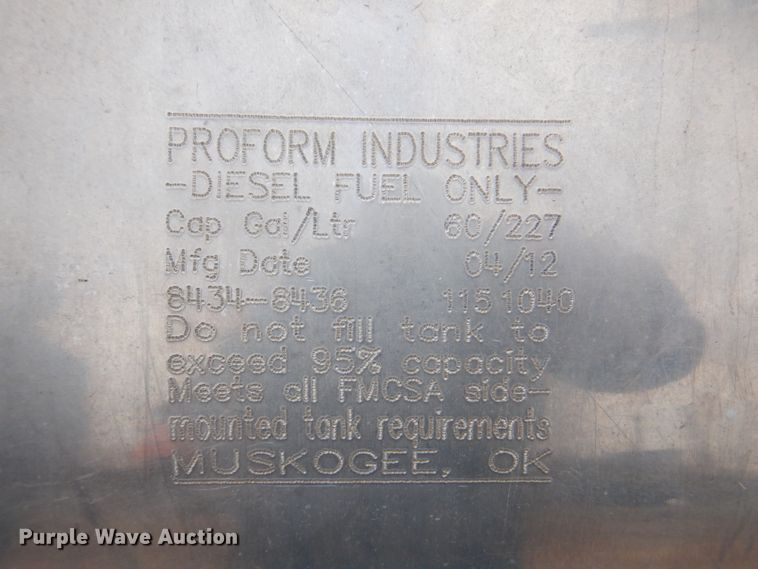 PROFORM INDUSTRIES
-DIESEL FUEL ONLY-
Cap Gal/Ltr 60/227
Mfg Date 04/12
8434-8436 1151040
Do not fill tank to
exceed 95% capacity
Meets all FMCSA side-
mounted tank requirements
MUSKOGEE, OK
Purple Wave Auction